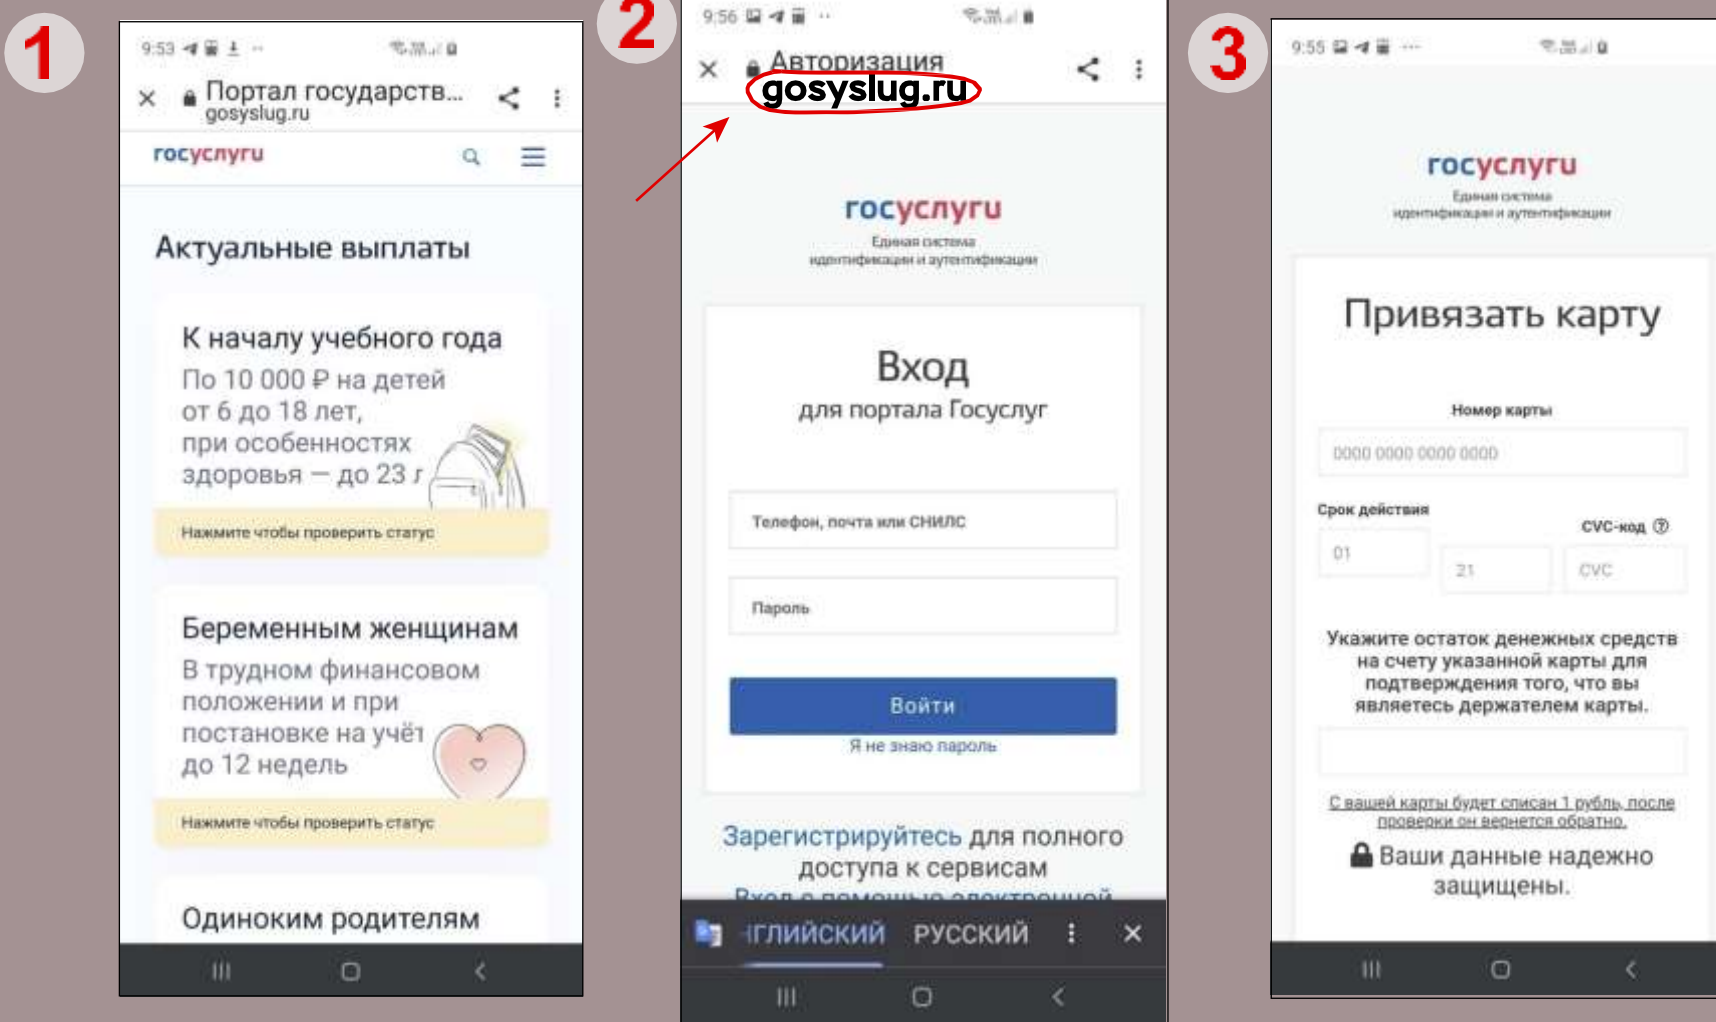 1
9:53
Портал государств...
gosyslug.ru
госуслуги
Актуальные выплаты
К началу учебного года
По 10 000 ₽ на детей
от 6 до 18 лет,
при особенностях
здоровья — до 23 г
Нажмите чтобы проверить статус
Беременным женщинам
В трудном финансовом
положении и при
постановке на учёт
до 12 недель
Нажмите чтобы проверить статус
Одиноким родителям
2
9:56
Авторизация
gosyslug.ru
госуслуги
Единая система
идентификации и аутентификации
Вход
для портала Госуслуг
Телефон, почта или СНИЛС
Пароль
Войти
Я не знаю пароль
Зарегистрируйтесь для полного
доступа к сервисам
Вход с помощью электронной
НГЛИЙСКИЙ РУССКИЙ
3
9:55
госуслуги
Единая система
идентификации и аутентификации
Привязать карту
Номер карты
0000 0000 0000 0000
Срок действия
CVC-код
01
21
CVC
Укажите остаток денежных средств
на счету указанной карты для
подтверждения того, что вы
являетесь держателем карты.
С вашей карты будет списан 1 рубль, после
проверки он вернется обратно.
Ваши данные надежно
защищены.